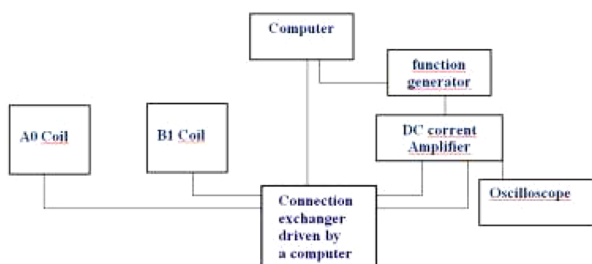 Computer
function
generator
A0 Coil
B1 Coil
DC corrent
Amplifier
Oscilloscope
Connection
exchanger
driven by
a computer